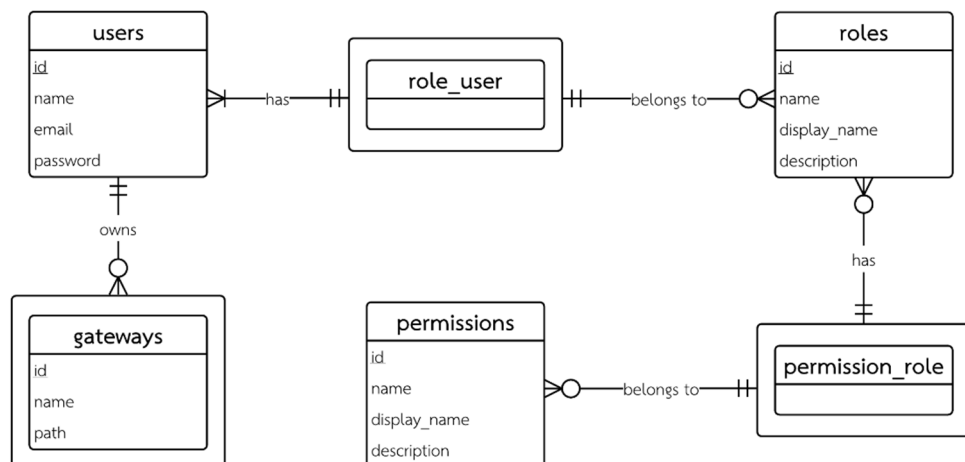 users
id
name
email
password
has
role_user
belongs to
roles
id
name
display_name
description
owns
has
gateways
id
name
path
permissions
id
name
display_name
description
belongs to
permission_role